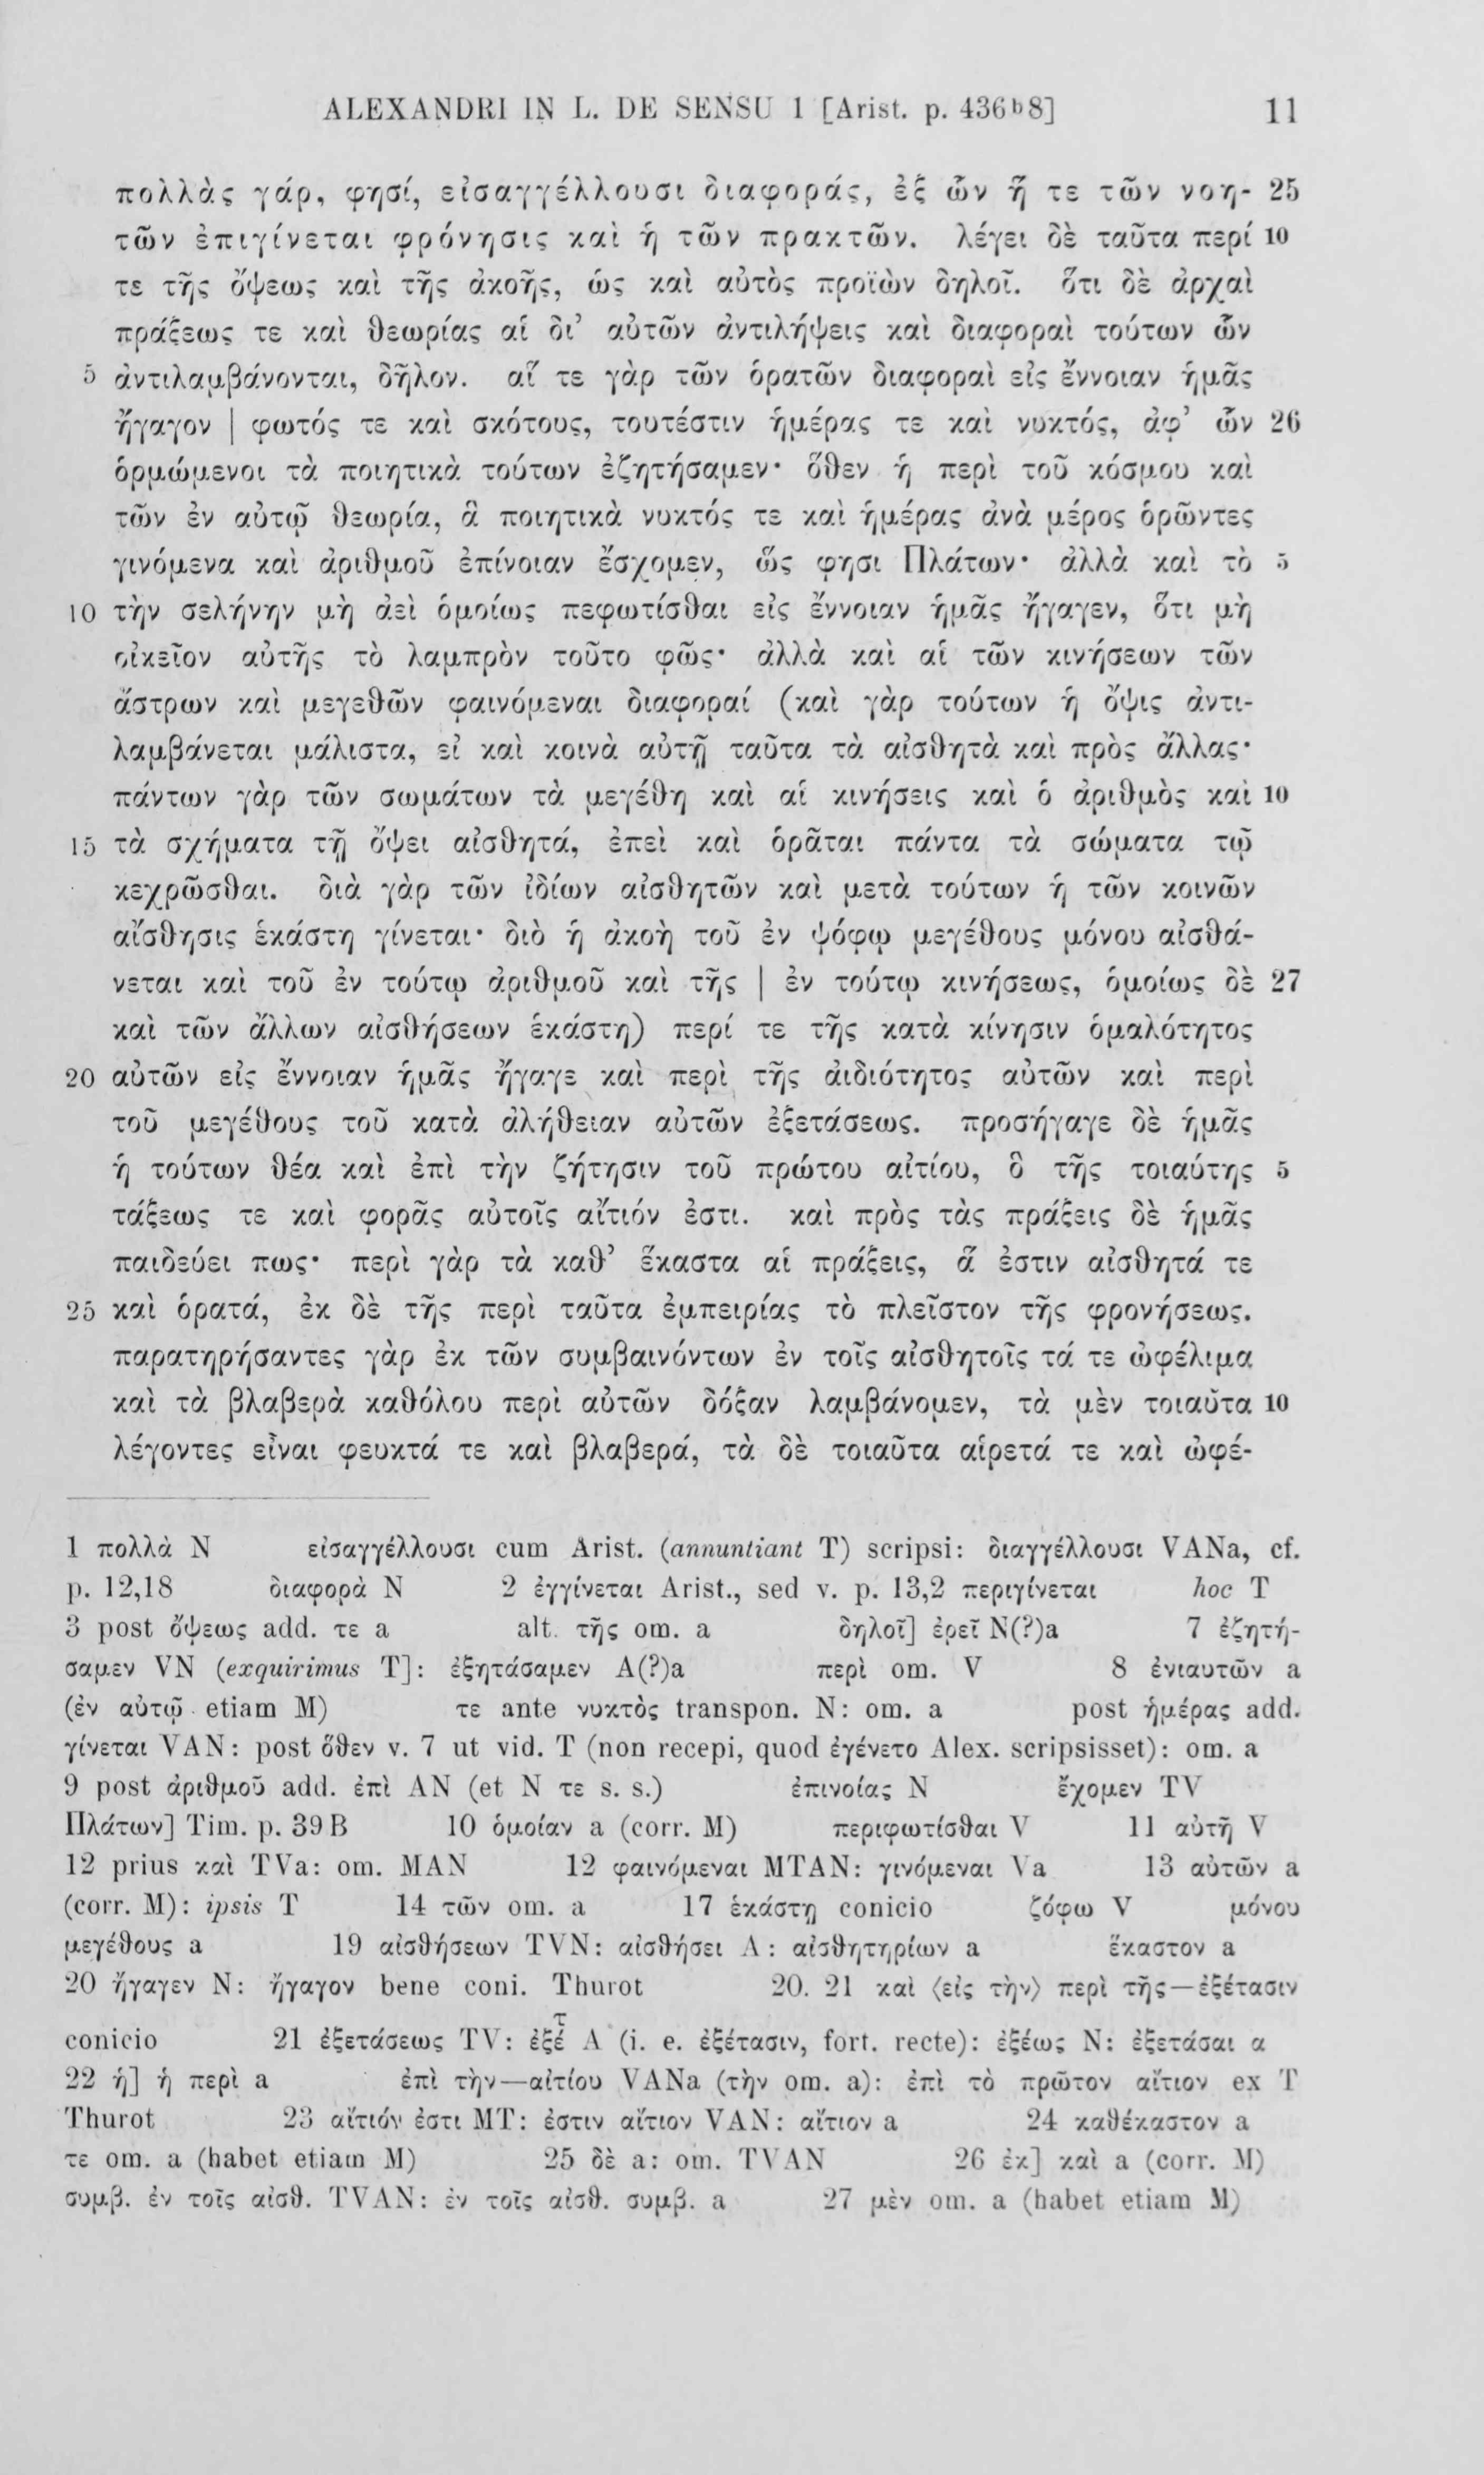 ALEXANDRI IN L. DE SENSU 1 [Arist. p. 436ᵇ8] 11
πολλὰς γάρ, φησί, εἰσαγγέλλουσι διαφοράς, ἐξ ὧν ἥ τε τῶν νοη- 25
τῶν ἐπιγίνεται φρόνησις καὶ ἡ τῶν πρακτῶν. λέγει δὲ ταῦτα περί 10
τε τῆς ὄψεως καὶ τῆς ἀκοῆς, ὡς καὶ αὐτὸς προϊὼν δηλοῖ. ὅτι δὲ ἀρχαὶ
πράξεώς τε καὶ θεωρίας αἱ δι’ αὐτῶν ἀντιλήψεις καὶ διαφοραὶ τούτων ὧν
5 ἀντιλαμβάνονται, δῆλον. αἵ τε γὰρ τῶν ὁρατῶν διαφοραὶ εἰς ἔννοιαν ἡμᾶς
ἤγαγον | φωτός τε καὶ σκότους, τουτέστιν ἡμέρας τε καὶ νυκτός, ἀφ’ ὧν 26
ὁρμώμενοι τὰ ποιητικὰ τούτων ἐζητήσαμεν· ὅθεν ἡ περὶ τοῦ κόσμου καὶ
τῶν ἐν αὐτῷ θεωρία, ἃ ποιητικὰ νυκτός τε καὶ ἡμέρας ἀνὰ μέρος ὁρῶντες
γινόμενα καὶ ἀριθμοῦ ἐπίνοιαν ἔσχομεν, ὥς φησι Πλάτων· ἀλλὰ καὶ τὸ 5
10 τὴν σελήνην μὴ ἀεὶ ὁμοίως πεφωτίσθαι εἰς ἔννοιαν ἡμᾶς ἤγαγεν, ὅτι μὴ
οἰκεῖον αὐτῆς τὸ λαμπρὸν τοῦτο φῶς· ἀλλὰ καὶ αἱ τῶν κινήσεων τῶν
ἄστρων καὶ μεγεθῶν φαινόμεναι διαφοραί (καὶ γὰρ τούτων ἡ ὄψις ἀντι-
λαμβάνεται μάλιστα, εἰ καὶ κοινὰ αὐτῇ ταῦτα τὰ αἰσθητὰ καὶ πρὸς ἄλλας·
πάντων γὰρ τῶν σωμάτων τὰ μεγέθη καὶ αἱ κινήσεις καὶ ὁ ἀριθμὸς καὶ 10
15 τὰ σχήματα τῇ ὄψει αἰσθητά, ἐπεὶ καὶ ὁρᾶται πάντα τὰ σώματα τῷ
κεχρῶσθαι. διὰ γὰρ τῶν ἰδίων αἰσθητῶν καὶ μετὰ τούτων ἡ τῶν κοινῶν
αἴσθησις ἑκάστη γίνεται· διὸ ἡ ἀκοὴ τοῦ ἐν ψόφῳ μεγέθους μόνου αἰσθά-
νεται καὶ τοῦ ἐν τούτῳ ἀριθμοῦ καὶ τῆς | ἐν τούτῳ κινήσεως, ὁμοίως δὲ 27
καὶ τῶν ἄλλων αἰσθήσεων ἑκάστη) περί τε τῆς κατὰ κίνησιν ὁμαλότητος
20 αὐτῶν εἰς ἔννοιαν ἡμᾶς ἤγαγε καὶ περὶ τῆς ἀιδιότητος αὐτῶν καὶ περὶ
τοῦ μεγέθους τοῦ κατὰ ἀλήθειαν αὐτῶν ἐξετάσεως. προσήγαγε δὲ ἡμᾶς
ἡ τούτων θέα καὶ ἐπὶ τὴν ζήτησιν τοῦ πρώτου αἰτίου, ὃ τῆς τοιαύτης 5
τάξεώς τε καὶ φορᾶς αὐτοῖς αἴτιόν ἐστι. καὶ πρὸς τὰς πράξεις δὲ ἡμᾶς
παιδεύει πως· περὶ γὰρ τὰ καθ’ ἕκαστα αἱ πράξεις, ἅ ἐστιν αἰσθητά τε
25 καὶ ὁρατά, ἐκ δὲ τῆς περὶ ταῦτα ἐμπειρίας τὸ πλεῖστον τῆς φρονήσεως.
παρατηρήσαντες γὰρ ἐκ τῶν συμβαινόντων ἐν τοῖς αἰσθητοῖς τά τε ὠφέλιμα
καὶ τὰ βλαβερὰ καθόλου περὶ αὐτῶν δόξαν λαμβάνομεν, τὰ μὲν τοιαῦτα 10
λέγοντες εἶναι φευκτά τε καὶ βλαβερά, τὰ δὲ τοιαῦτα αἱρετά τε καὶ ὠφέ-
1 πολλὰ N εἰσαγγέλλουσι cum Arist. (annuntiant T) scripsi: διαγγέλλουσι VANa, cf.
p. 12,18 διαφορὰ N 2 ἐγγίνεται Arist., sed v. p. 13,2 περιγίνεται hoc T
3 post ὄψεως add. τε a alt. τῆς om. a δηλοῖ] ἐρεῖ N(?)a 7 ἐζητή-
σαμεν VN (exquirimus T]: ἐξητάσαμεν A(?)a περὶ om. V 8 ἐνιαυτῶν a
(ἐν αὐτῷ etiam M) τε ante νυκτὸς transpon. N: om. a post ἡμέρας add.
γίνεται VAN: post ὅθεν v. 7 ut vid. T (non recepi, quod ἐγένετο Alex. scripsisset): om. a
9 post ἀριθμοῦ add. ἐπὶ AN (et N τε s. s.) ἐπινοίας N ἔχομεν TV
Πλάτων] Tim. p. 39 B 10 ὁμοίαν a (corr. M) περιφωτίσθαι V 11 αὐτῇ V
12 prius καὶ TVa: om. MAN 12 φαινόμεναι MTAN: γινόμεναι Va 13 αὐτῶν a
(corr. M): ipsis T 14 τῶν om. a 17 ἑκάστῃ conicio ζόφω V μόνου
μεγέθους a 19 αἰσθήσεων TVN: αἰσθήσει A: αἰσθητηρίων a ἕκαστον a
20 ἤγαγεν N: ἤγαγον bene coni. Thurot 20. 21 καὶ ⟨εἰς τὴν⟩ περὶ τῆς—ἐξέτασιν
conicio 21 ἐξετάσεως TV: ἐξέᵀ A (i. e. ἐξέτασιν, fort. recte): ἐξέως N: ἐξετάσαι a
22 ἡ] ἡ περὶ a ἐπὶ τὴν—αἰτίου VANa (τὴν om. a): ἐπὶ τὸ πρῶτον αἴτιον ex T
Thurot 23 αἴτιόν ἐστι MT: ἐστιν αἴτιον VAN: αἴτιον a 24 καθέκαστον a
τε om. a (habet etiam M) 25 δὲ a: om. TVAN 26 ἐκ] καὶ a (corr. M)
συμβ. ἐν τοῖς αἰσθ. TVAN: ἐν τοῖς αἰσθ. συμβ. a 27 μὲν om. a (habet etiam M)